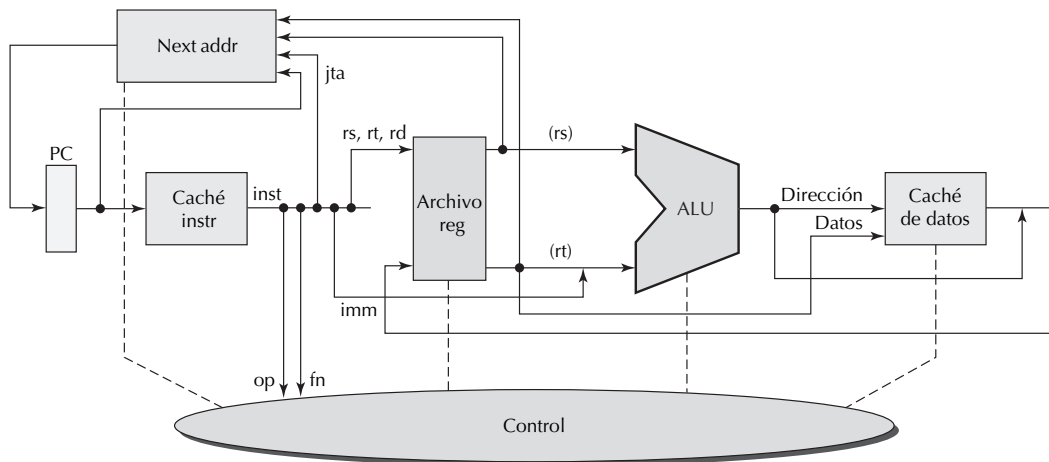 Next addr
jta
rs, rt, rd
(rs)
PC
inst
Caché
instr
Archivo
reg
ALU
Dirección
Datos
Caché
de datos
(rt)
imm
op
fn
Control